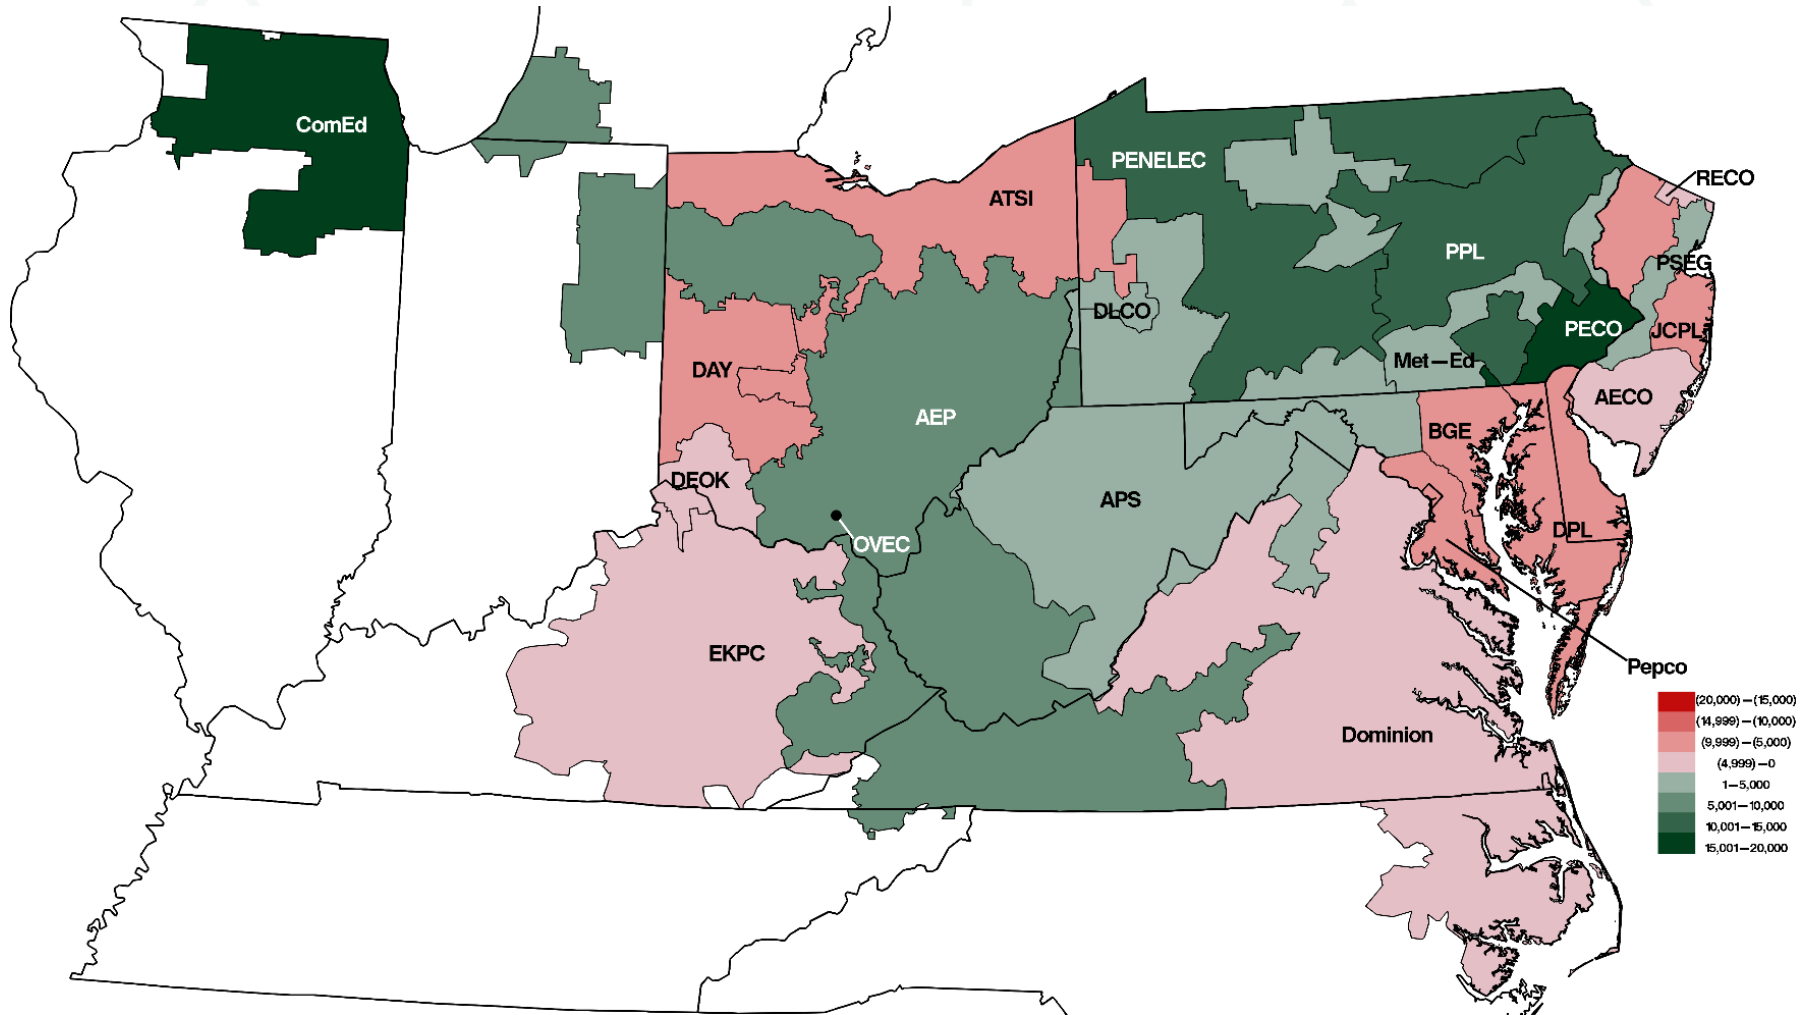 ComEd
PENELEC
RECO
ATSI
PPL
PSEG
DLCO
PECO
JCPL
Met-Ed
DAY
AECO
AEP
BGE
DEOK
APS
DPL
OVEC
EKPC
Pepco
Dominion
(20,000)-(15,000)
(14,999)-(10,000)
(9,999)-(5,000)
(4,999)-0
1-5,000
5,001-10,000
10,001-15,000
15,001-20,000